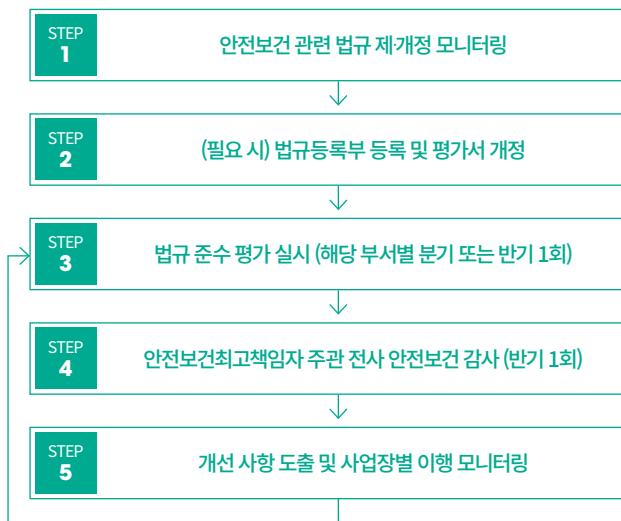 STEP
1
안전보건 관련 법규 제·개정 모니터링
STEP
2
(필요 시) 법규등록부 등록 및 평가서 개정
STEP
3
법규 준수 평가 실시 (해당 부서별 분기 또는 반기 1회)
STEP
4
안전보건최고책임자 주관 전사 안전보건 감사 (반기 1회)
STEP
5
개선 사항 도출 및 사업장별 이행 모니터링